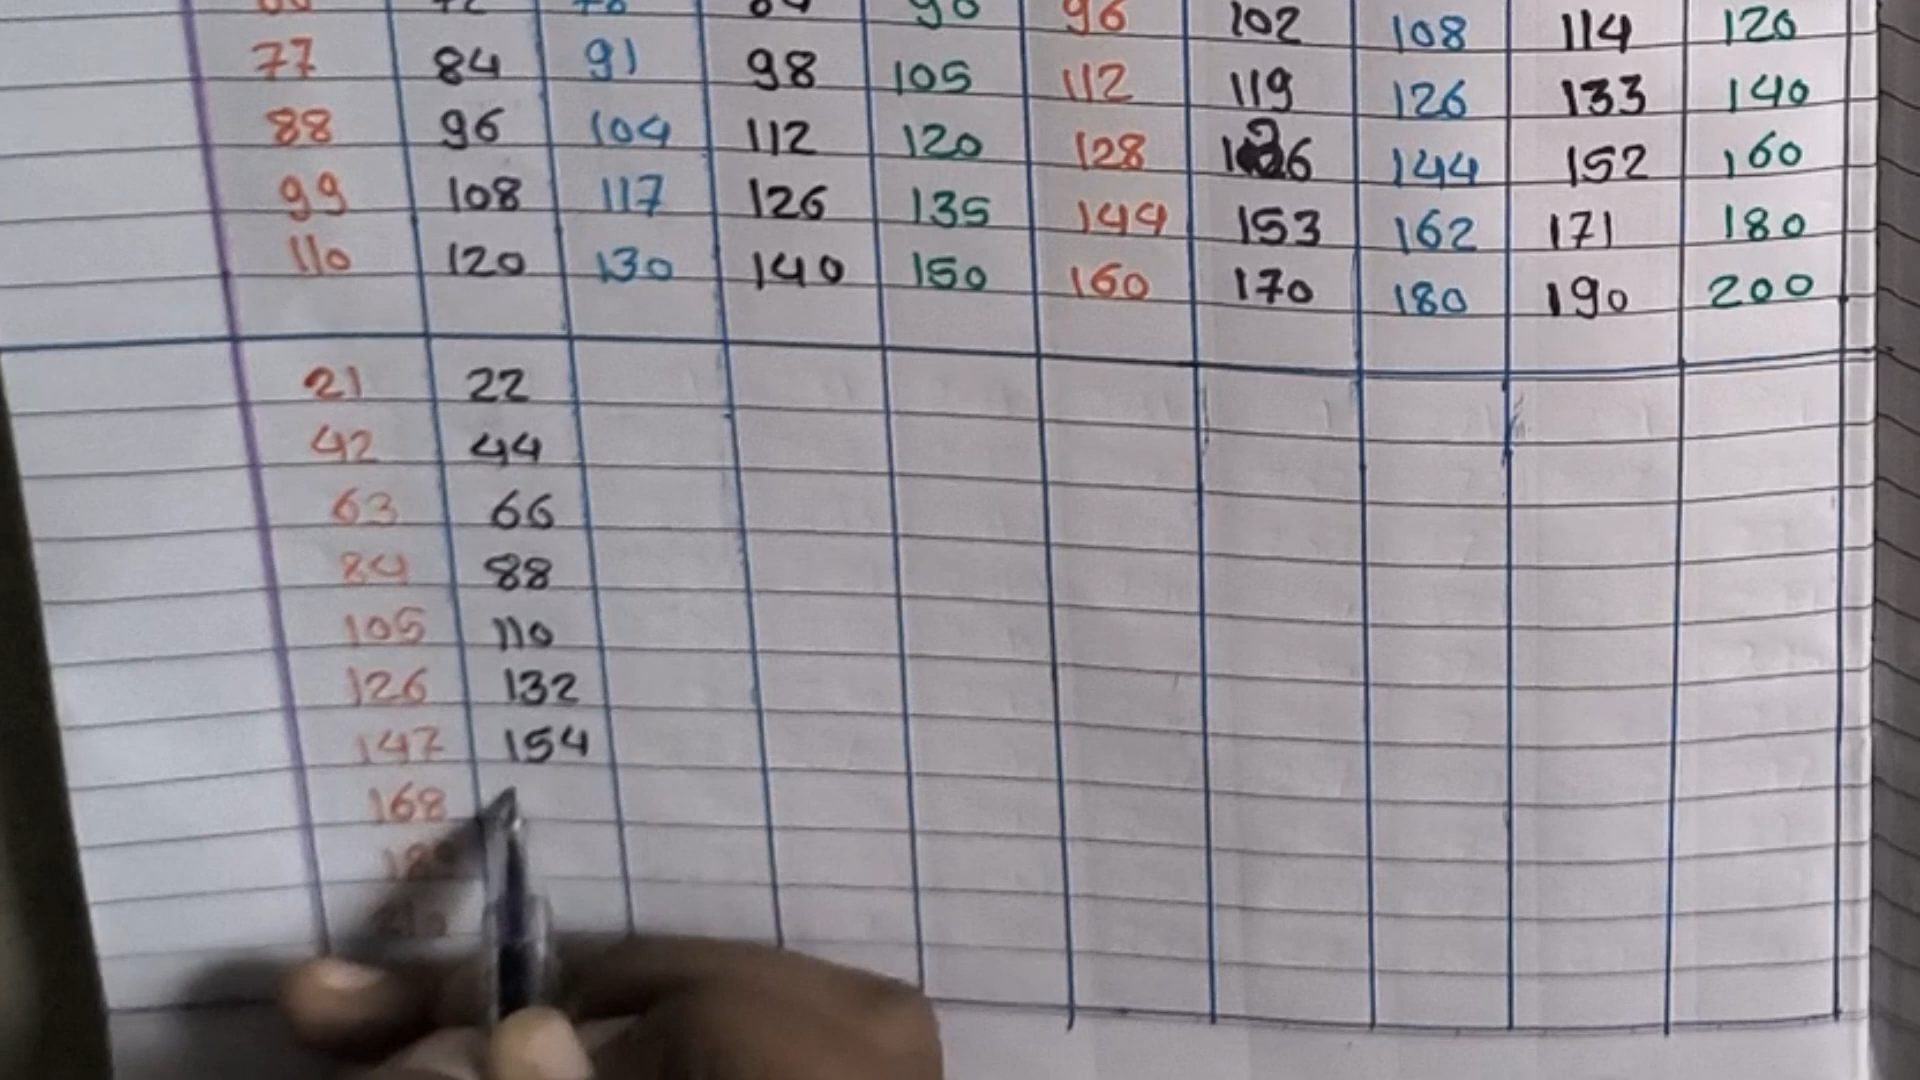 96 102 108 114 120
77 84 91 98 105 112 119 126 133 140
88 96 104 112 120 128 136 144 152 160
99 108 117 126 135 144 153 162 171 180
110 120 130 140 150 160 170 180 190 200
21 22
42 44
63 66
84 88
105 110
126 132
147 154
168